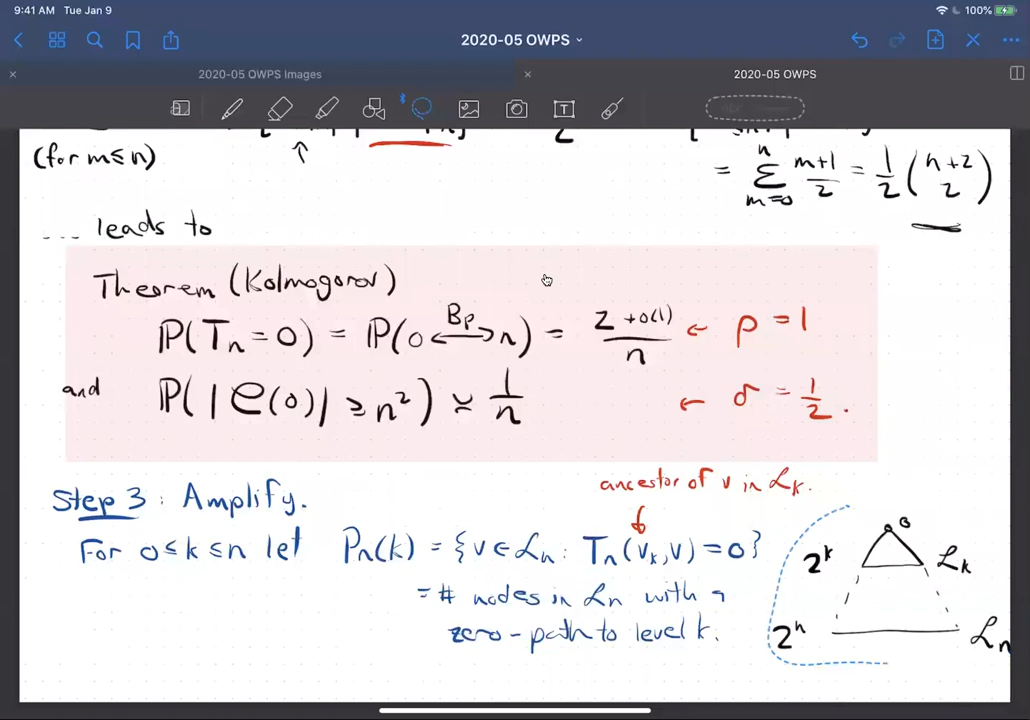 9:41 AM Tue Jan 9
100%
2020-05 OWPS
2020-05 OWPS Images
2020-05 OWPS
(for m ≤ n)
2
= Σ_{m=0}^{n} (m+1)/2 = 1/2 (n+2 choose 2)
... leads to
Theorem (Kolmogorov)
ℙ(T_n = 0) = ℙ(0 ⟷^{B_p} n) = (2 + o(1))/n ← ρ = 1
and ℙ(|C(0)| ≥ n²) ≍ 1/n ← σ = 1/2.
ancestor of v in L_k.
Step 3: Amplify.
For 0 ≤ k ≤ n let P_n(k) = {v ∈ L_n : T_n(v_k, v) = 0}
= # nodes in L_n with a
zero-path to level k.
2^k L_k
2^n L_n